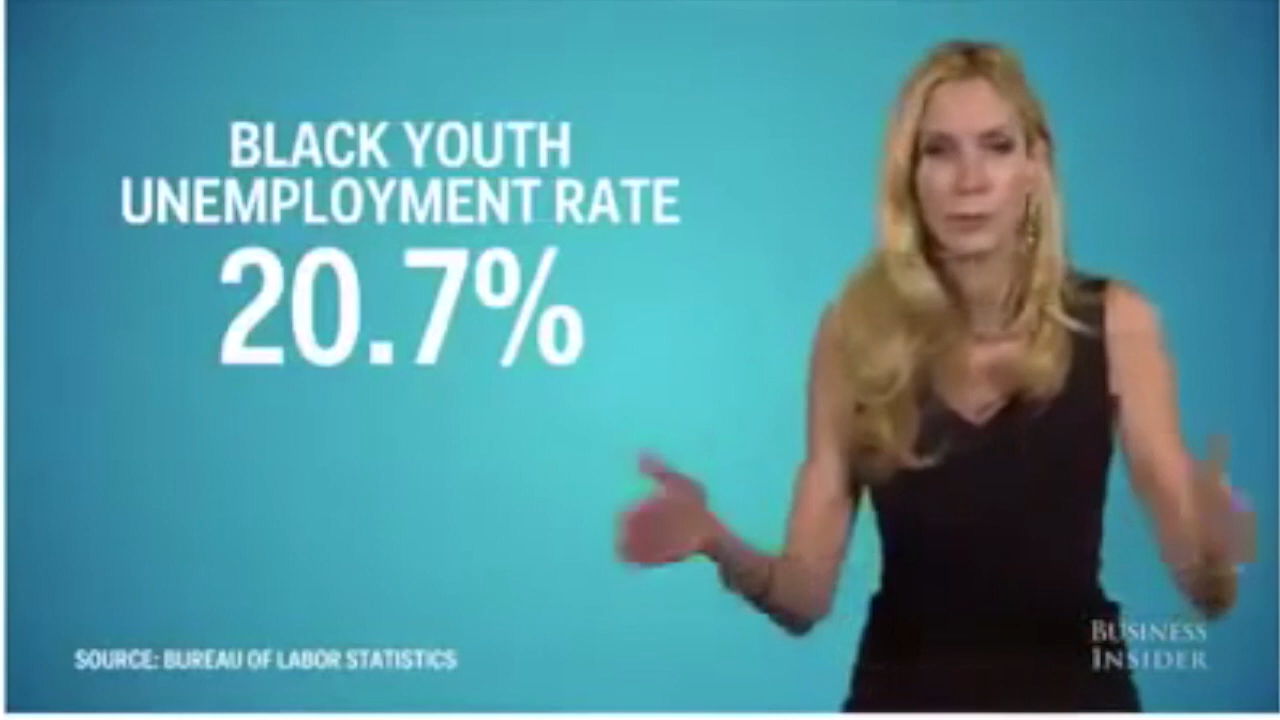 BLACK YOUTH
UNEMPLOYMENT RATE
20.7%
SOURCE: BUREAU OF LABOR STATISTICS
BUSINESS
INSIDER